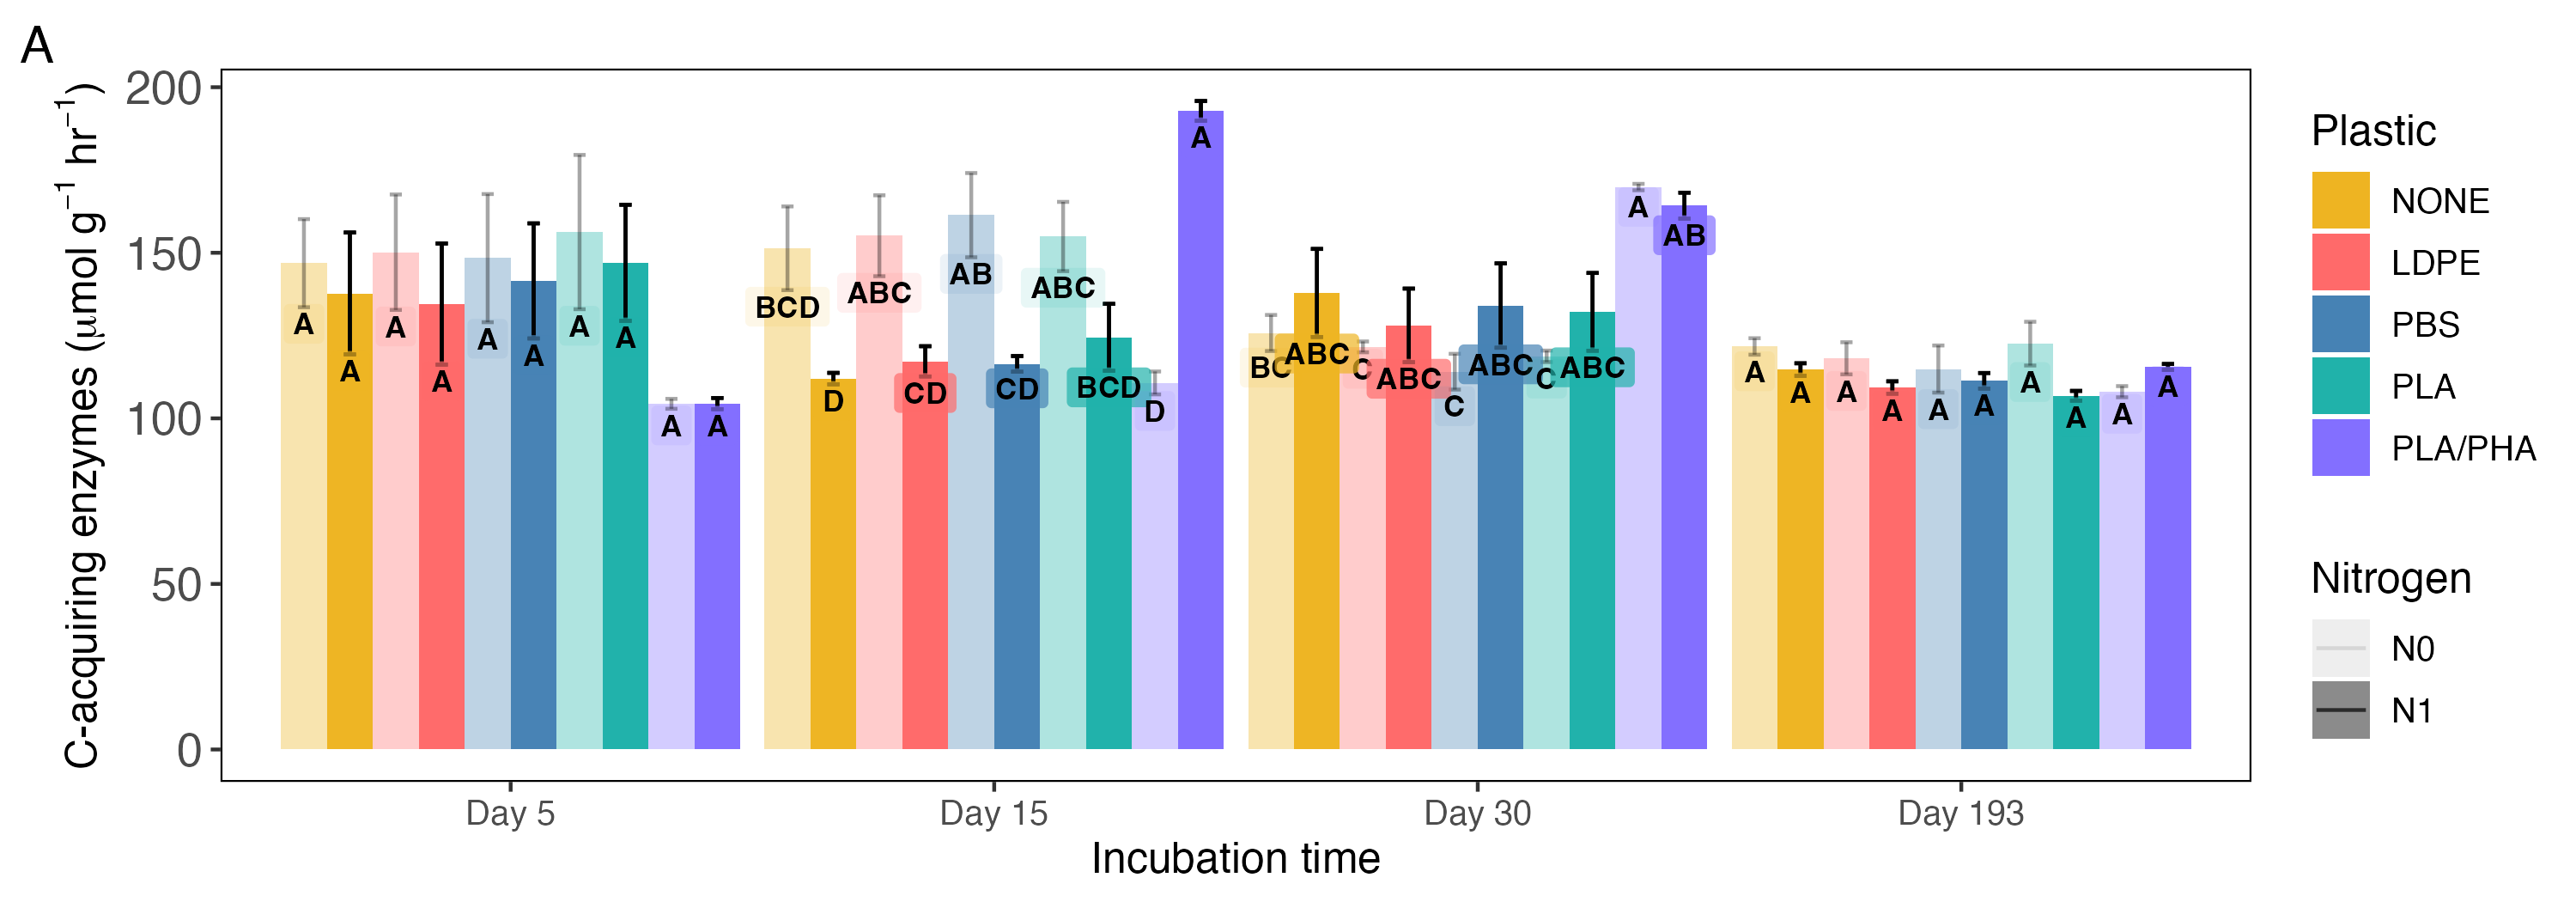 A
C-acquiring enzymes (μmol g⁻¹ hr⁻¹)
200
150
100
50
0
A A A A A A A A A A
BCD D ABC CD AB CD ABC BCD D A
BC ABC C ABC C ABC C ABC A AB
A A A A A A A A A A
Day 5 Day 15 Day 30 Day 193
Incubation time
Plastic
NONE
LDPE
PBS
PLA
PLA/PHA
Nitrogen
N0
N1